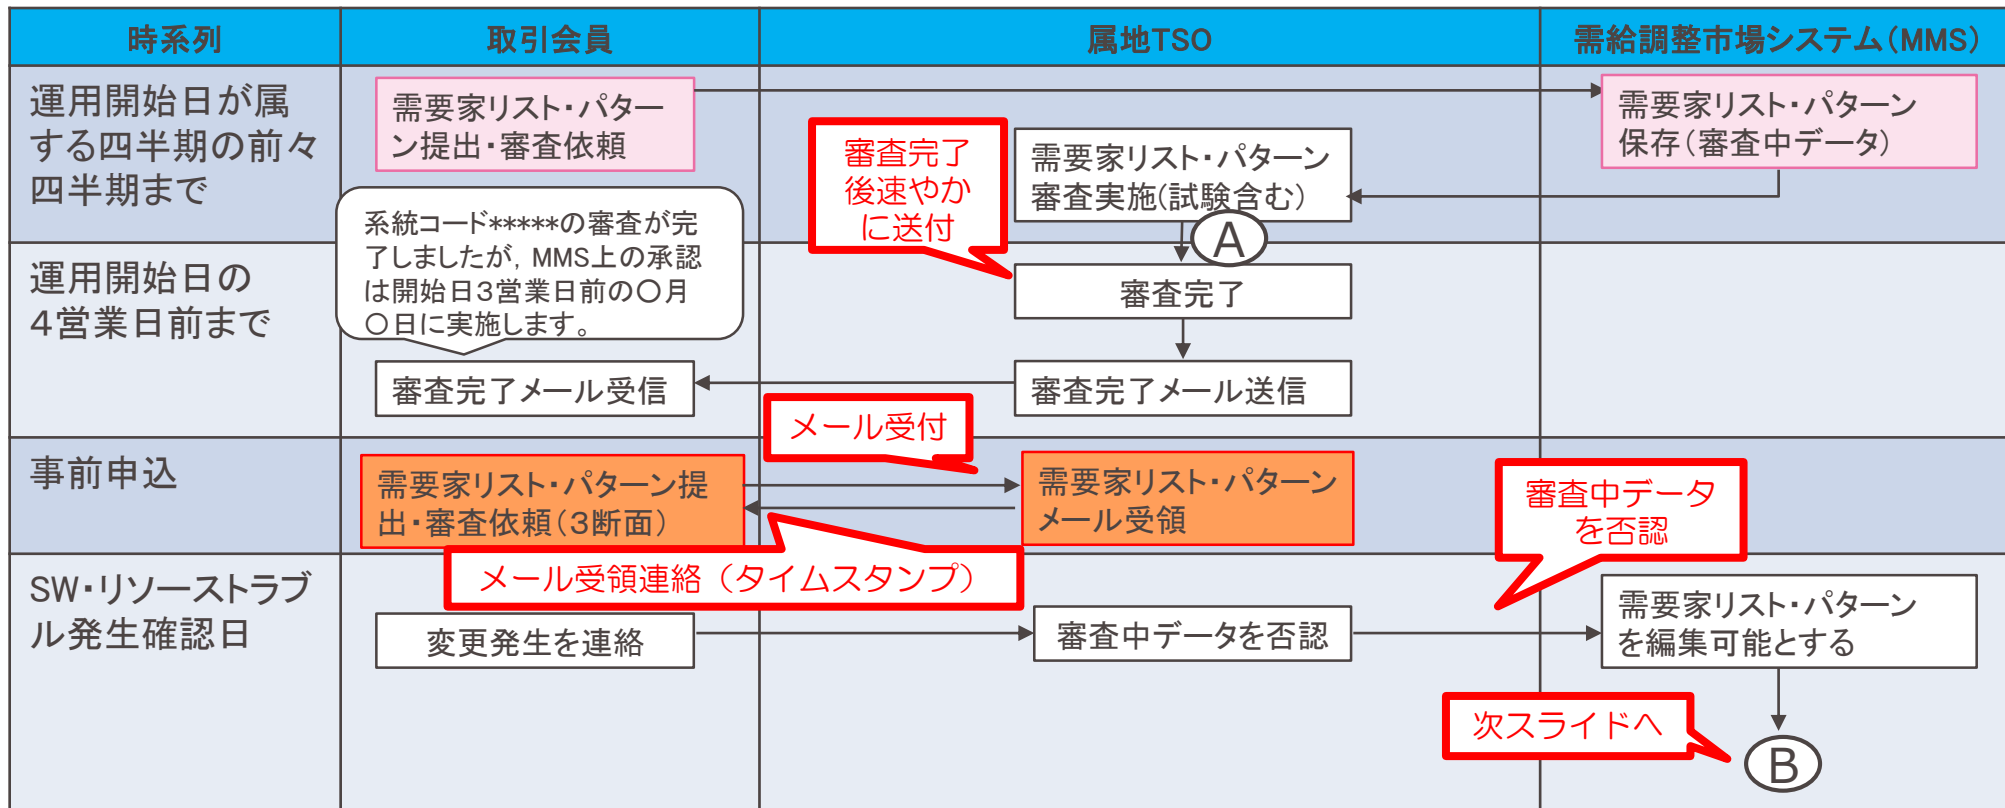 時系列
取引会員
属地TSO
需給調整市場システム（MMS）
運用開始日が属
する四半期の前々
四半期まで
需要家リスト・パター
ン提出・審査依頼
審査完了
後速やか
に送付
需要家リスト・パターン
審査実施(試験含む)
需要家リスト・パターン
保存（審査中データ）
A
運用開始日の
４営業日前まで
系統コード*****の審査が完
了しましたが，MMS上の承認
は開始日３営業日前の〇月
〇日に実施します。
審査完了
審査完了メール受信
審査完了メール送信
事前申込
メール受付
需要家リスト・パターン提
出・審査依頼（３断面）
需要家リスト・パターン
メール受領
審査中データ
を否認
メール受領連絡（タイムスタンプ）
SW・リソーストラブ
ル発生確認日
変更発生を連絡
審査中データを否認
需要家リスト・パターン
を編集可能とする
次スライドへ
B